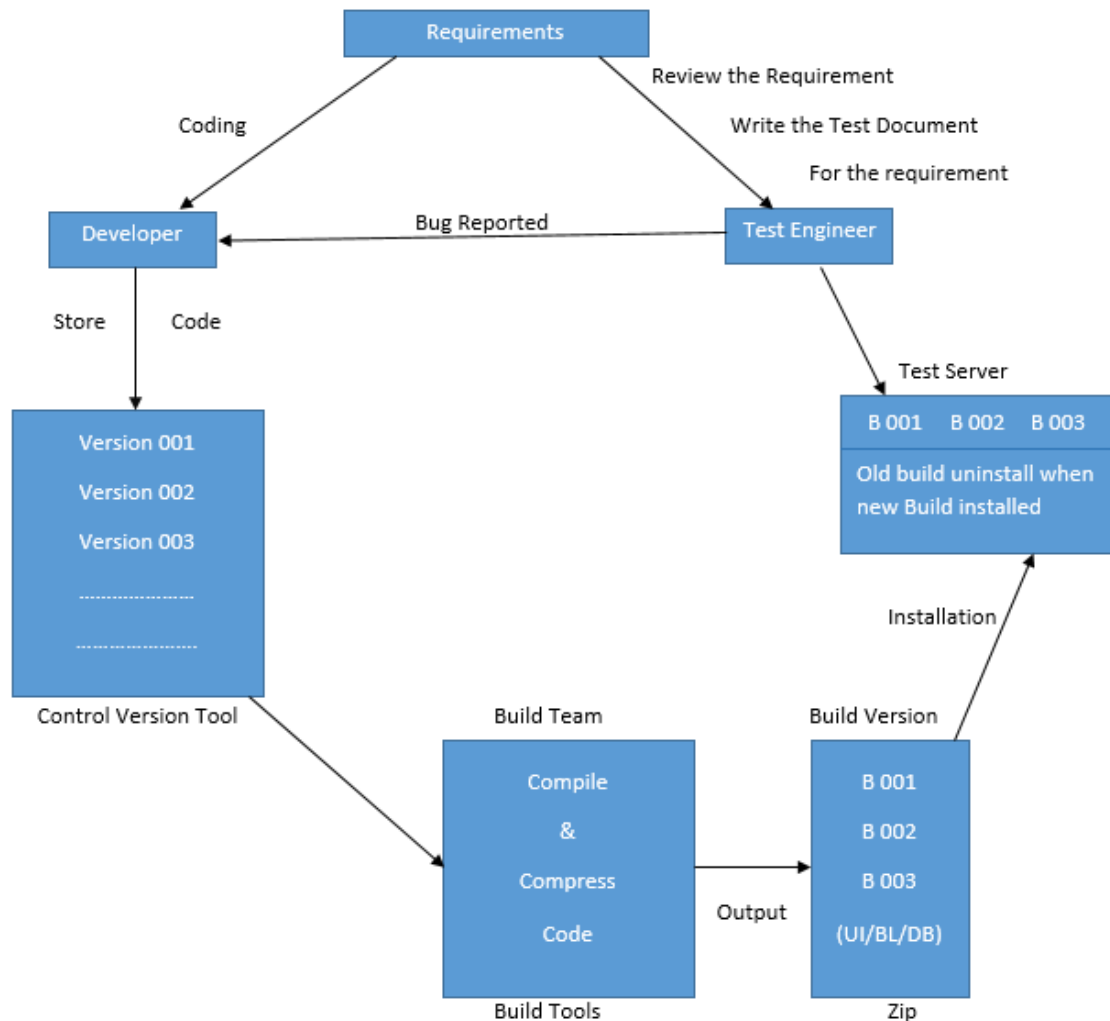 Requirements
Review the Requirement
Coding
Write the Test Document
For the requirement
Developer
Bug Reported
Test Engineer
Store Code
Test Server
B 001 B 002 B 003
Old build uninstall when
new Build installed
Version 001
Version 002
Version 003
---------------------
----------------------
Control Version Tool
Installation
Build Team
Compile
&
Compress
Code
Build Tools
Output
Build Version
B 001
B 002
B 003
(UI/BL/DB)
Zip